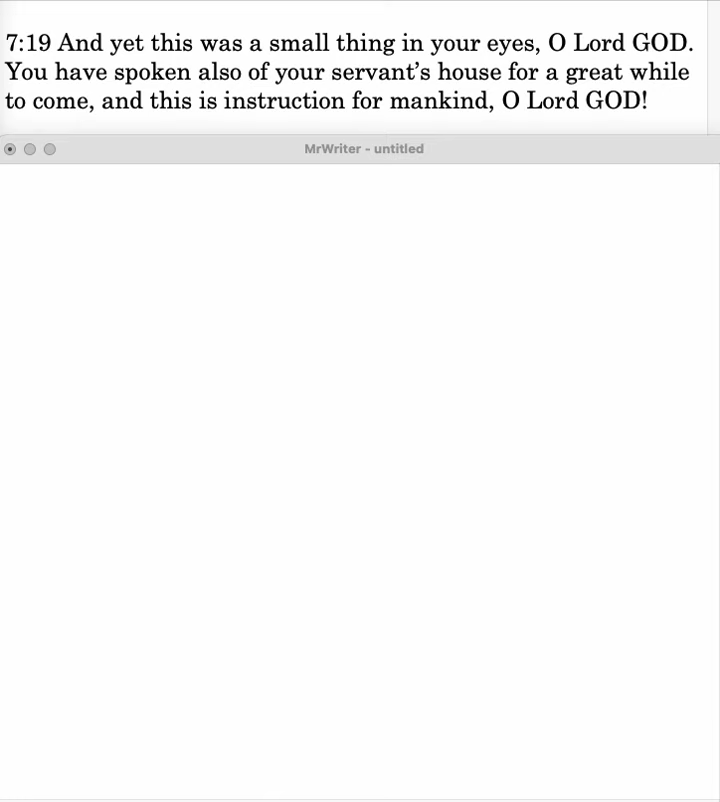 7:19 And yet this was a small thing in your eyes, O Lord GOD.
You have spoken also of your servant’s house for a great while
to come, and this is instruction for mankind, O Lord GOD!
MrWriter - untitled